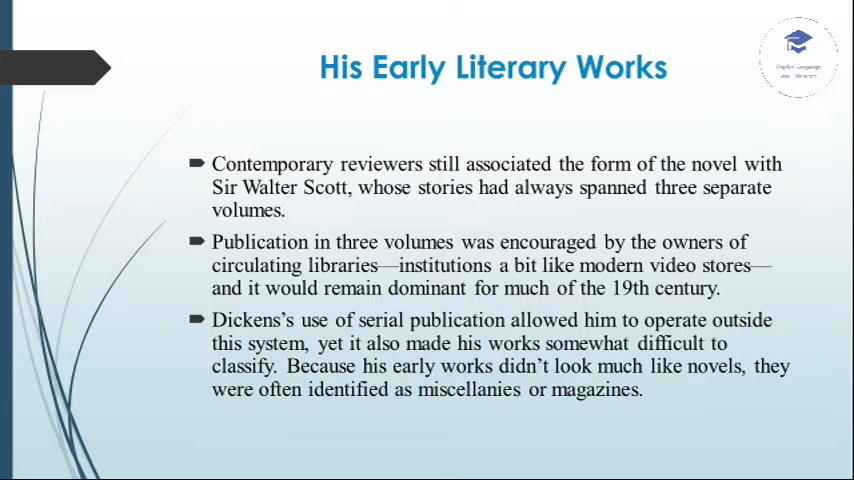 His Early Literary Works
Contemporary reviewers still associated the form of the novel with
Sir Walter Scott, whose stories had always spanned three separate
volumes.
Publication in three volumes was encouraged by the owners of
circulating libraries—institutions a bit like modern video stores—
and it would remain dominant for much of the 19th century.
Dickens’s use of serial publication allowed him to operate outside
this system, yet it also made his works somewhat difficult to
classify. Because his early works didn’t look much like novels, they
were often identified as miscellanies or magazines.